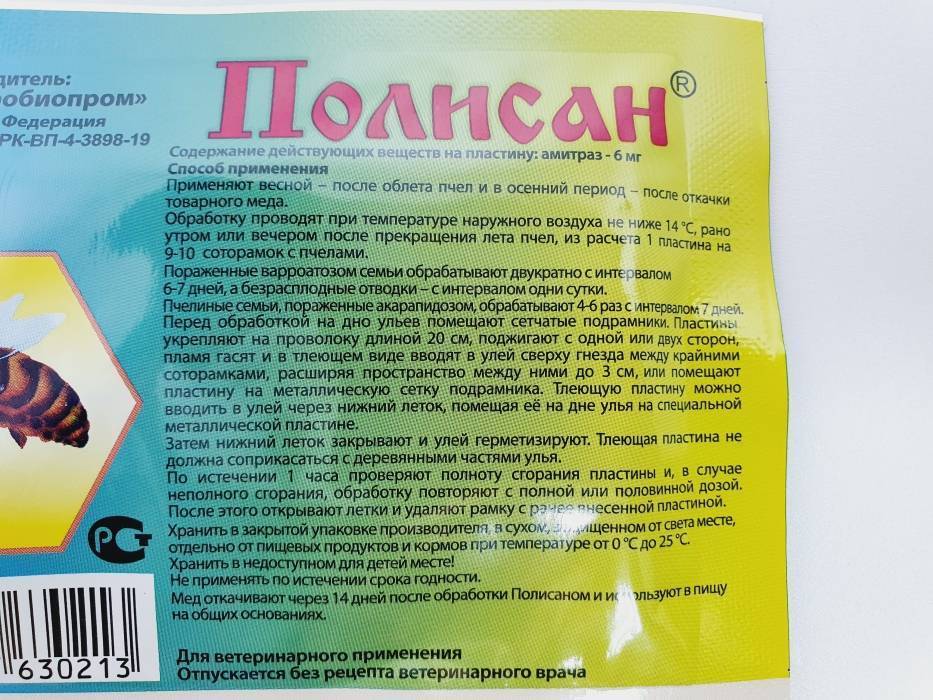 дитель:
обиопром»
Федерация
РК-ВП-4-3898-19
Полисан®
Содержание действующих веществ на пластину: амитраз - 6 мг
Способ применения
Применяют весной – после облета пчел и в осенний период – после откачки
товарного меда.
Обработку проводят при температуре наружного воздуха не ниже 14 °С, рано
утром или вечером после прекращения лета пчел, из расчета 1 пластина на
9-10 соторамок с пчелами.
Пораженные варроатозом семьи обрабатывают двукратно с интервалом
6-7 дней, а безрасплодные отводки – с интервалом одни сутки.
Пчелиные семьи, пораженные акарапидозом, обрабатывают 4-6 раз с интервалом 7 дней.
Перед обработкой на дно ульев помещают сетчатые подрамники. Пластины
укрепляют на проволоку длиной 20 см, поджигают с одной или двух сторон,
пламя гасят и в тлеющем виде вводят в улей сверху гнезда между крайними
соторамками, расширяя пространство между ними до 3 см, или помещают
пластину на металлическую сетку подрамника. Тлеющую пластину можно
вводить в улей через нижний леток, помещая её на дне улья на специальной
металлической пластине.
Затем нижний леток закрывают и улей герметизируют. Тлеющая пластина не
должна соприкасаться с деревянными частями улья.
По истечении 1 часа проверяют полноту сгорания пластины и, в случае
неполного сгорания, обработку повторяют с полной или половинной дозой.
После этого открывают летки и удаляют рамку с ранее внесенной пластиной.
Хранить в закрытой упаковке производителя, в сухом, защищенном от света месте,
отдельно от пищевых продуктов и кормов при температуре от 0 °С до 25 °С.
Хранить в недоступном для детей месте!
Не применять по истечении срока годности.
Мед откачивают через 14 дней после обработки Полисаном и используют в пищу
на общих основаниях.
Для ветеринарного применения
Отпускается без рецепта ветеринарного врача
РСТ
630213